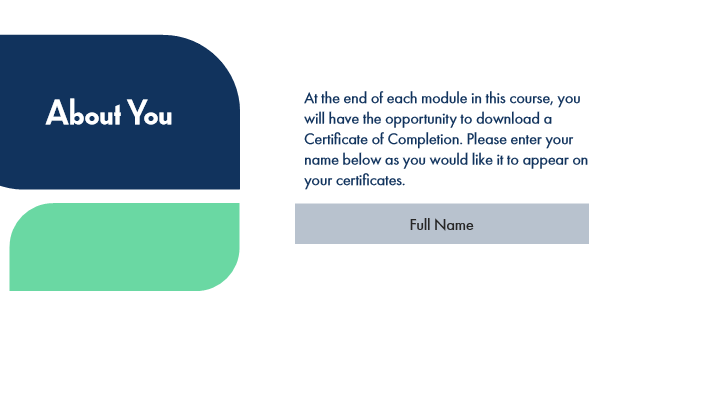 About You
At the end of each module in this course, you
will have the opportunity to download a
Certificate of Completion. Please enter your
name below as you would like it to appear on
your certificates.
Full Name